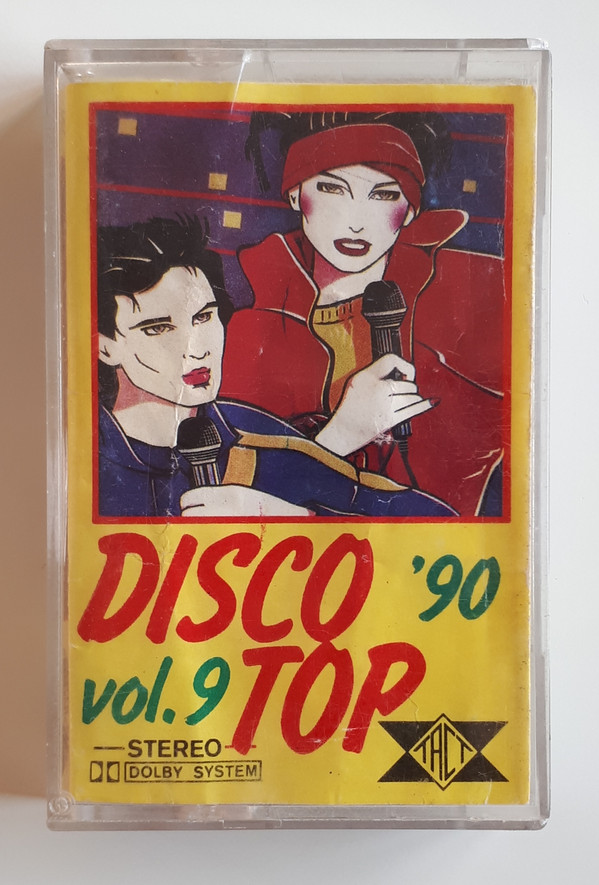 DISCO '90
vol. 9 TOP
STEREO
DOLBY SYSTEM
TACT